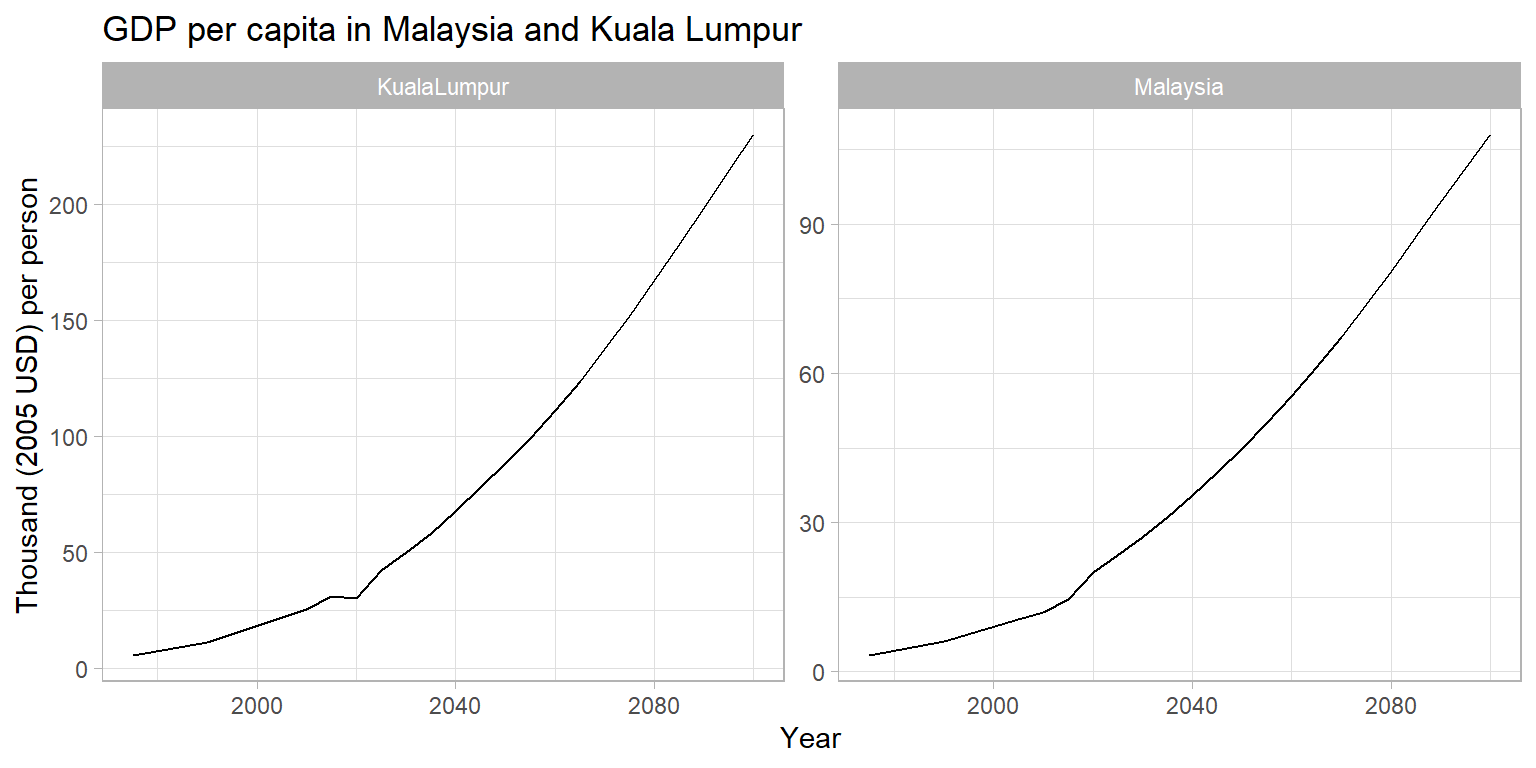 GDP per capita in Malaysia and Kuala Lumpur
KualaLumpur
Malaysia
Thousand (2005 USD) per person
200
150
100
50
0
90
60
30
0
2000 2040 2080
2000 2040 2080
Year